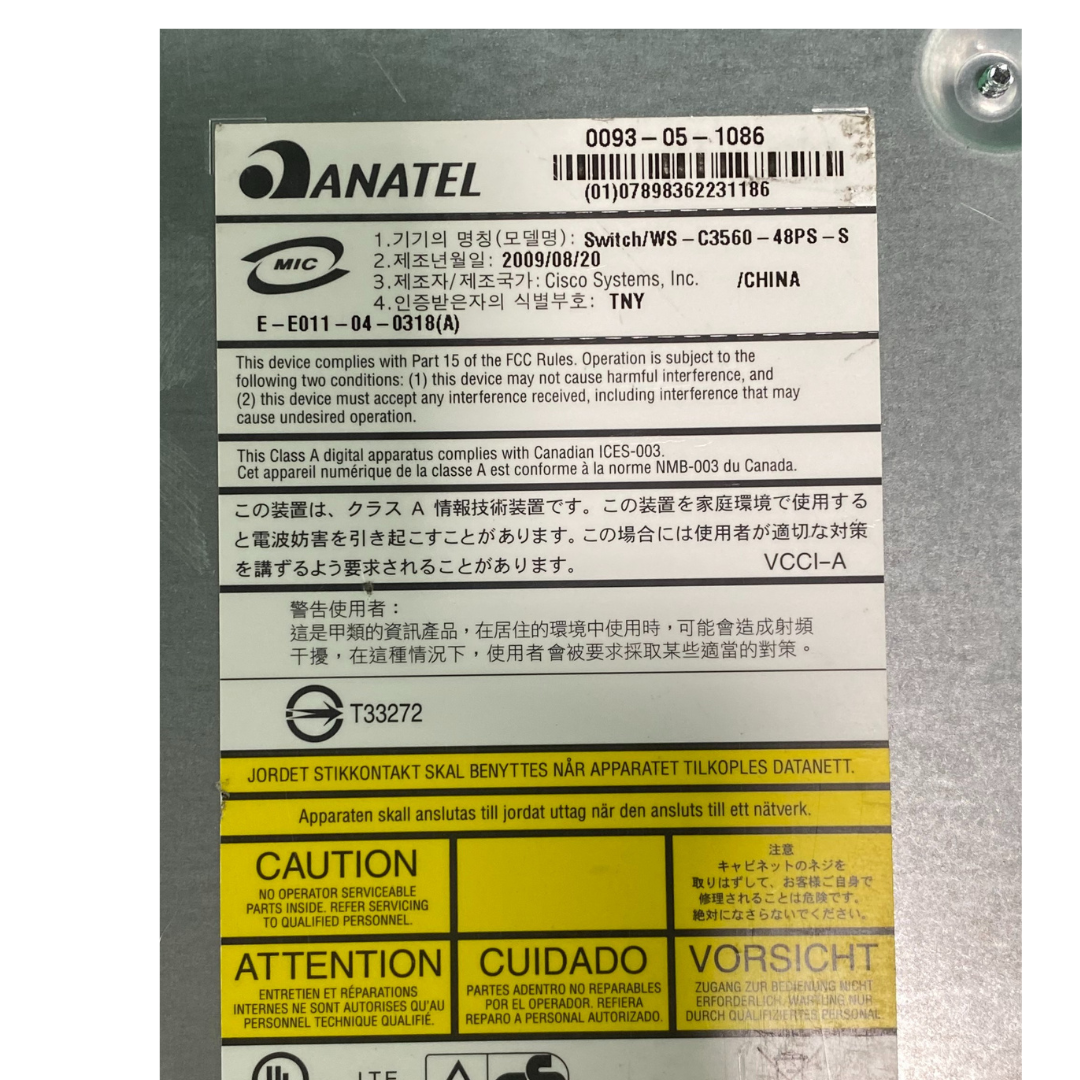 ANATEL
0093-05-1086
(01)07898362231186
MIC
1.기기의 명칭(모델명): Switch/WS-C3560-48PS-S
2.제조년월일: 2009/08/20
3.제조자/제조국가: Cisco Systems, Inc. /CHINA
4.인증받은자의 식별부호: TNY
E-E011-04-0318(A)
This device complies with Part 15 of the FCC Rules. Operation is subject to the
following two conditions: (1) this device may not cause harmful interference, and
(2) this device must accept any interference received, including interference that may
cause undesired operation.
This Class A digital apparatus complies with Canadian ICES-003.
Cet appareil numérique de la classe A est conforme à la norme NMB-003 du Canada.
この装置は、クラス A 情報技術装置です。この装置を家庭環境で使用する
と電波妨害を引き起こすことがあります。この場合には使用者が適切な対策
を講ずるよう要求されることがあります。 VCCI-A
警告使用者：
這是甲類的資訊產品，在居住的環境中使用時，可能會造成射頻
干擾，在這種情況下，使用者會被要求採取某些適當的對策。
T33272
JORDET STIKKONTAKT SKAL BENYTTES NÅR APPARATET TILKOPLES DATANETT.
Apparaten skall anslutas till jordat uttag när den ansluts till ett nätverk.
CAUTION
NO OPERATOR SERVICEABLE
PARTS INSIDE. REFER SERVICING
TO QUALIFIED PERSONNEL.
注意
キャビネットのネジを
取りはずして、お客様ご自身で
修理されることは危険です。
絶対になさらないでください。
ATTENTION
ENTRETIEN ET RÉPARATIONS
INTERNES NE SONT AUTORISES QU'AU
PERSONNEL TECHNIQUE QUALIFIÉ.
CUIDADO
PARTES ADENTRO NO REPARABLES
POR EL OPERADOR. REFIERA
REPARO A PERSONAL AUTORIZADO.
VORSICHT
ZUGANG ZUR BEDIENUNG NICHT
ERFORDERLICH. WARTUNG NUR
DURCH QUALIFIZIERTES PERSONAL
UL
I.T.E.